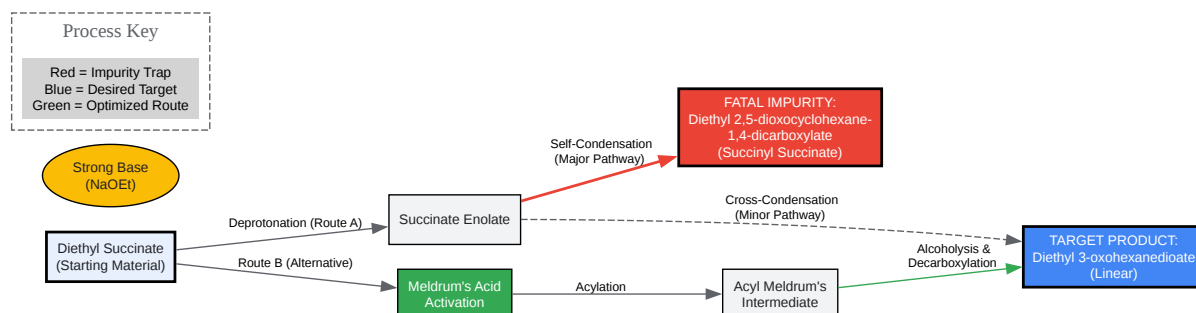 Process Key
Red = Impurity Trap
Blue = Desired Target
Green = Optimized Route
Strong Base
(NaOEt)
Diethyl Succinate
(Starting Material)
Deprotonation (Route A)
Route B (Alternative)
Succinate Enolate
Meldrum's Acid
Activation
Self-Condensation
(Major Pathway)
FATAL IMPURITY:
Diethyl 2,5-dioxocyclohexane-
1,4-dicarboxylate
(Succinyl Succinate)
Cross-Condensation
(Minor Pathway)
Acylation
Acyl Meldrum's
Intermediate
Alcoholysis &
Decarboxylation
TARGET PRODUCT:
Diethyl 3-oxohexanedioate
(Linear)